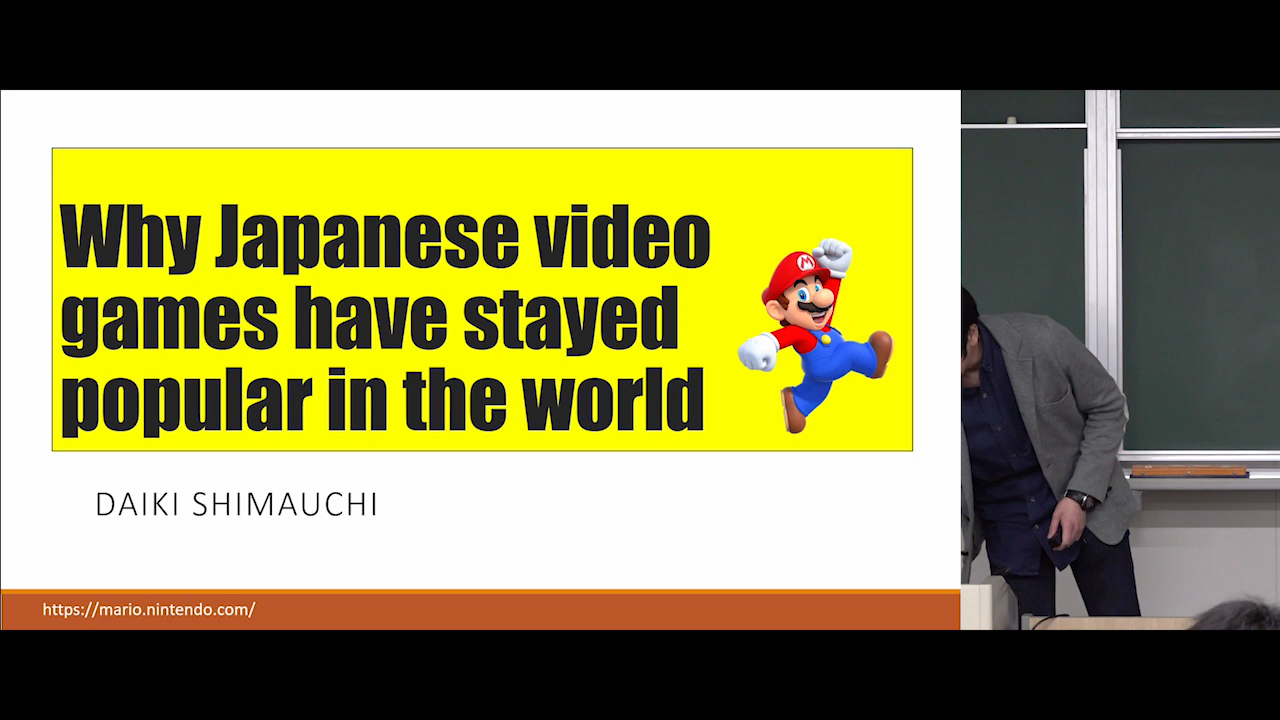 Why Japanese video
games have stayed
popular in the world
DAIKI SHIMAUCHI
https://mario.nintendo.com/